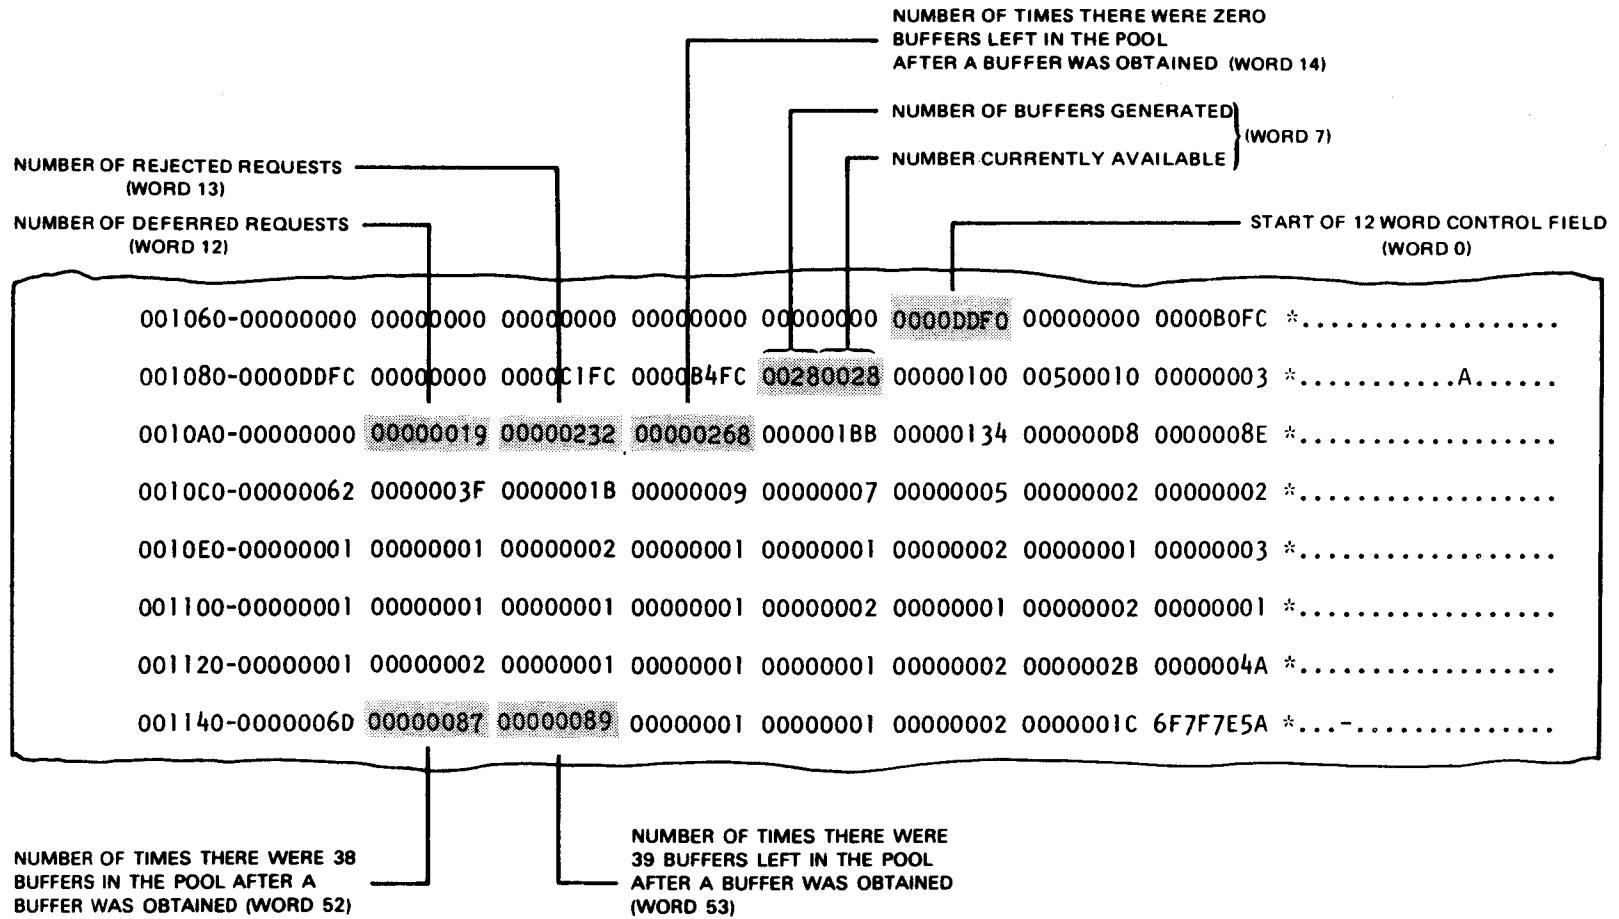 NUMBER OF TIMES THERE WERE ZERO
BUFFERS LEFT IN THE POOL
AFTER A BUFFER WAS OBTAINED (WORD 14)
NUMBER OF BUFFERS GENERATED
(WORD 7)
NUMBER CURRENTLY AVAILABLE
NUMBER OF REJECTED REQUESTS
(WORD 13)
NUMBER OF DEFERRED REQUESTS
(WORD 12)
START OF 12 WORD CONTROL FIELD
(WORD 0)
001060-00000000 00000000 00000000 00000000 00000000 0000DDF0 00000000 0000B0FC *..................
001080-0000DDFC 00000000 0000C1FC 0000B4FC 00280028 00000100 00500010 00000003 *...........A......
0010A0-00000000 00000019 00000232 00000268 000001BB 00000134 000000D8 0000008E *..................
0010C0-00000062 0000003F 0000001B 00000009 00000007 00000005 00000002 00000002 *..................
0010E0-00000001 00000001 00000002 00000001 00000001 00000002 00000001 00000003 *..................
001100-00000001 00000001 00000001 00000001 00000002 00000001 00000002 00000001 *..................
001120-00000001 00000002 00000001 00000001 00000001 00000002 0000002B 0000004A *..................
001140-0000006D 00000087 00000089 00000001 00000001 00000002 0000001C 6F7F7E5A *...-..............
NUMBER OF TIMES THERE WERE 38
BUFFERS IN THE POOL AFTER A
BUFFER WAS OBTAINED (WORD 52)
NUMBER OF TIMES THERE WERE
39 BUFFERS LEFT IN THE POOL
AFTER A BUFFER WAS OBTAINED
(WORD 53)